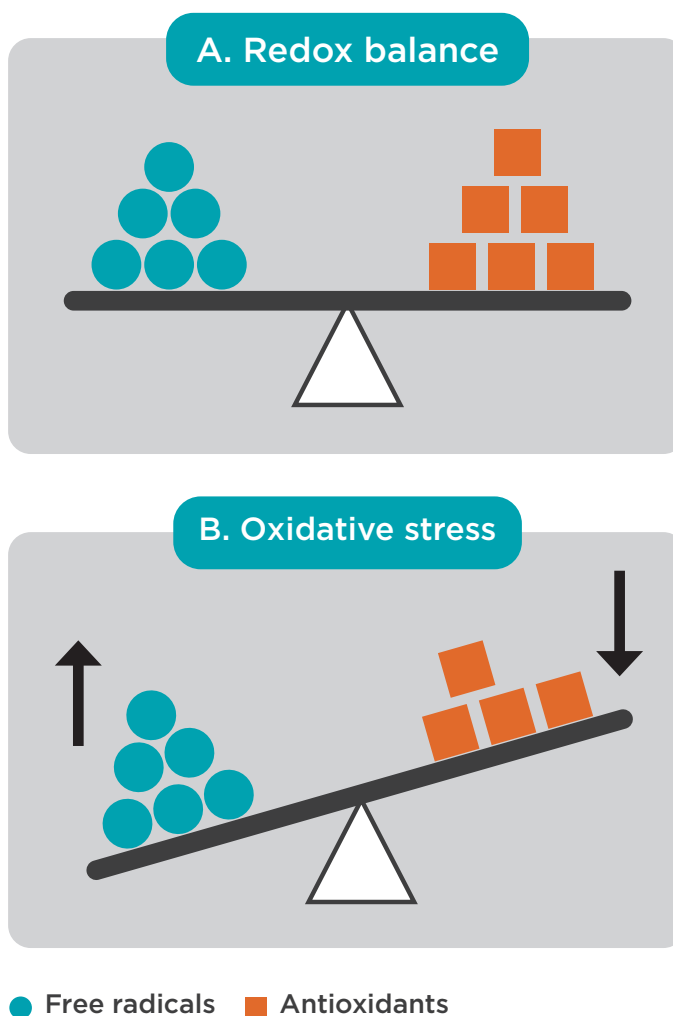 A. Redox balance
B. Oxidative stress
Free radicals Antioxidants